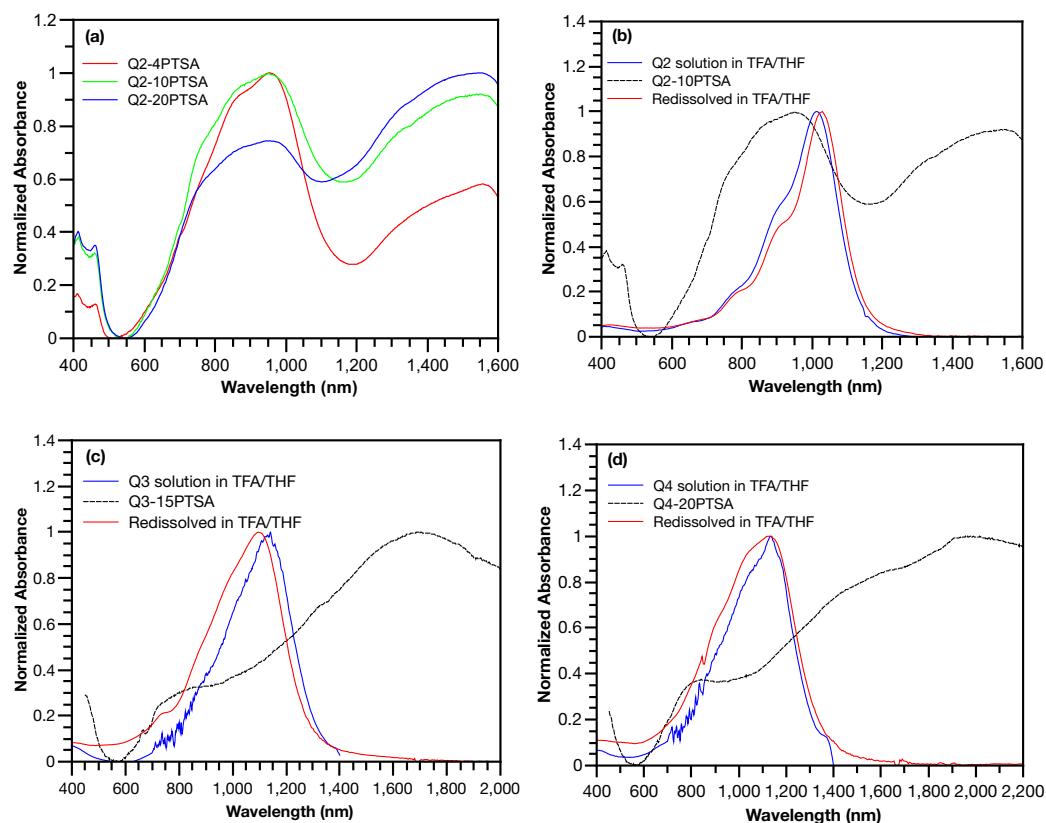 (a)
Q2-4PTSA
Q2-10PTSA
Q2-20PTSA
Normalized Absorbance
1.2
1
0.8
0.6
0.4
0.2
0
400 600 800 1,000 1,200 1,400 1,600
Wavelength (nm)
(b)
Q2 solution in TFA/THF
Q2-10PTSA
Redissolved in TFA/THF
Normalized Absorbance
1.4
1.2
1
0.8
0.6
0.4
0.2
0
400 600 800 1,000 1,200 1,400 1,600
Wavelength (nm)
(c)
Q3 solution in TFA/THF
Q3-15PTSA
Redissolved in TFA/THF
Normalized Absorbance
1.4
1.2
1
0.8
0.6
0.4
0.2
0
400 600 800 1,000 1,200 1,400 1,600 1,800 2,000
Wavelength (nm)
(d)
Q4 solution in TFA/THF
Q4-20PTSA
Redissolved in TFA/THF
Normalized Absorbance
1.4
1.2
1
0.8
0.6
0.4
0.2
0
400 600 800 1,000 1,200 1,400 1,600 1,800 2,000 2,200
Wavelength (nm)